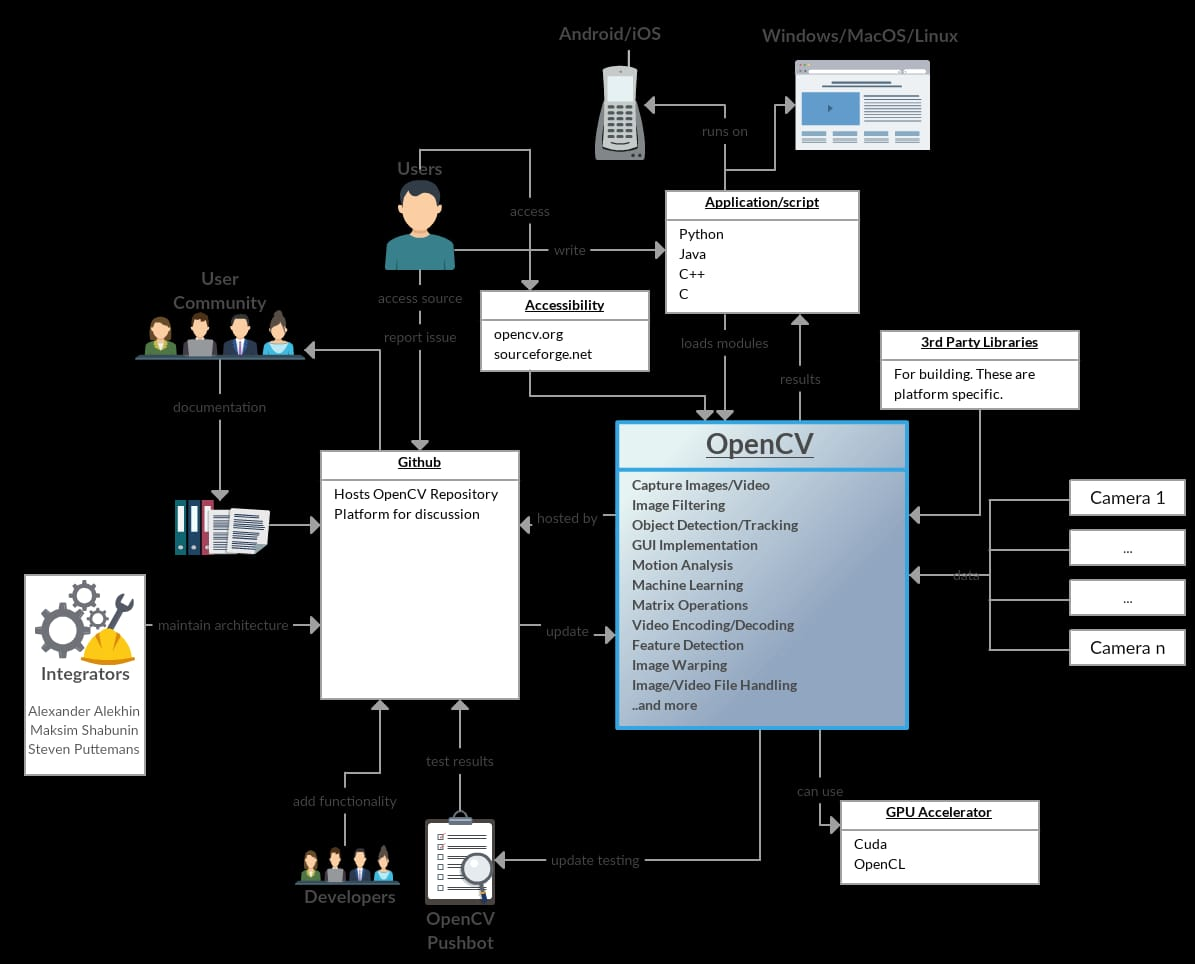 Android/iOS
Windows/MacOS/Linux
runs on
Users
access
write
Application/script
Python
Java
C++
C
User
Community
access source
report issue
Accessibility
opencv.org
sourceforge.net
loads modules
results
3rd Party Libraries
For building. These are
platform specific.
documentation
Github
Hosts OpenCV Repository
Platform for discussion
hosted by
OpenCV
Capture Images/Video
Image Filtering
Object Detection/Tracking
GUI Implementation
Motion Analysis
Machine Learning
Matrix Operations
Video Encoding/Decoding
Feature Detection
Image Warping
Image/Video File Handling
..and more
Camera 1
...
...
Camera n
data
maintain architecture
update
Integrators
Alexander Alekhin
Maksim Shabunin
Steven Puttemans
test results
add functionality
can use
GPU Accelerator
Cuda
OpenCL
update testing
Developers
OpenCV
Pushbot